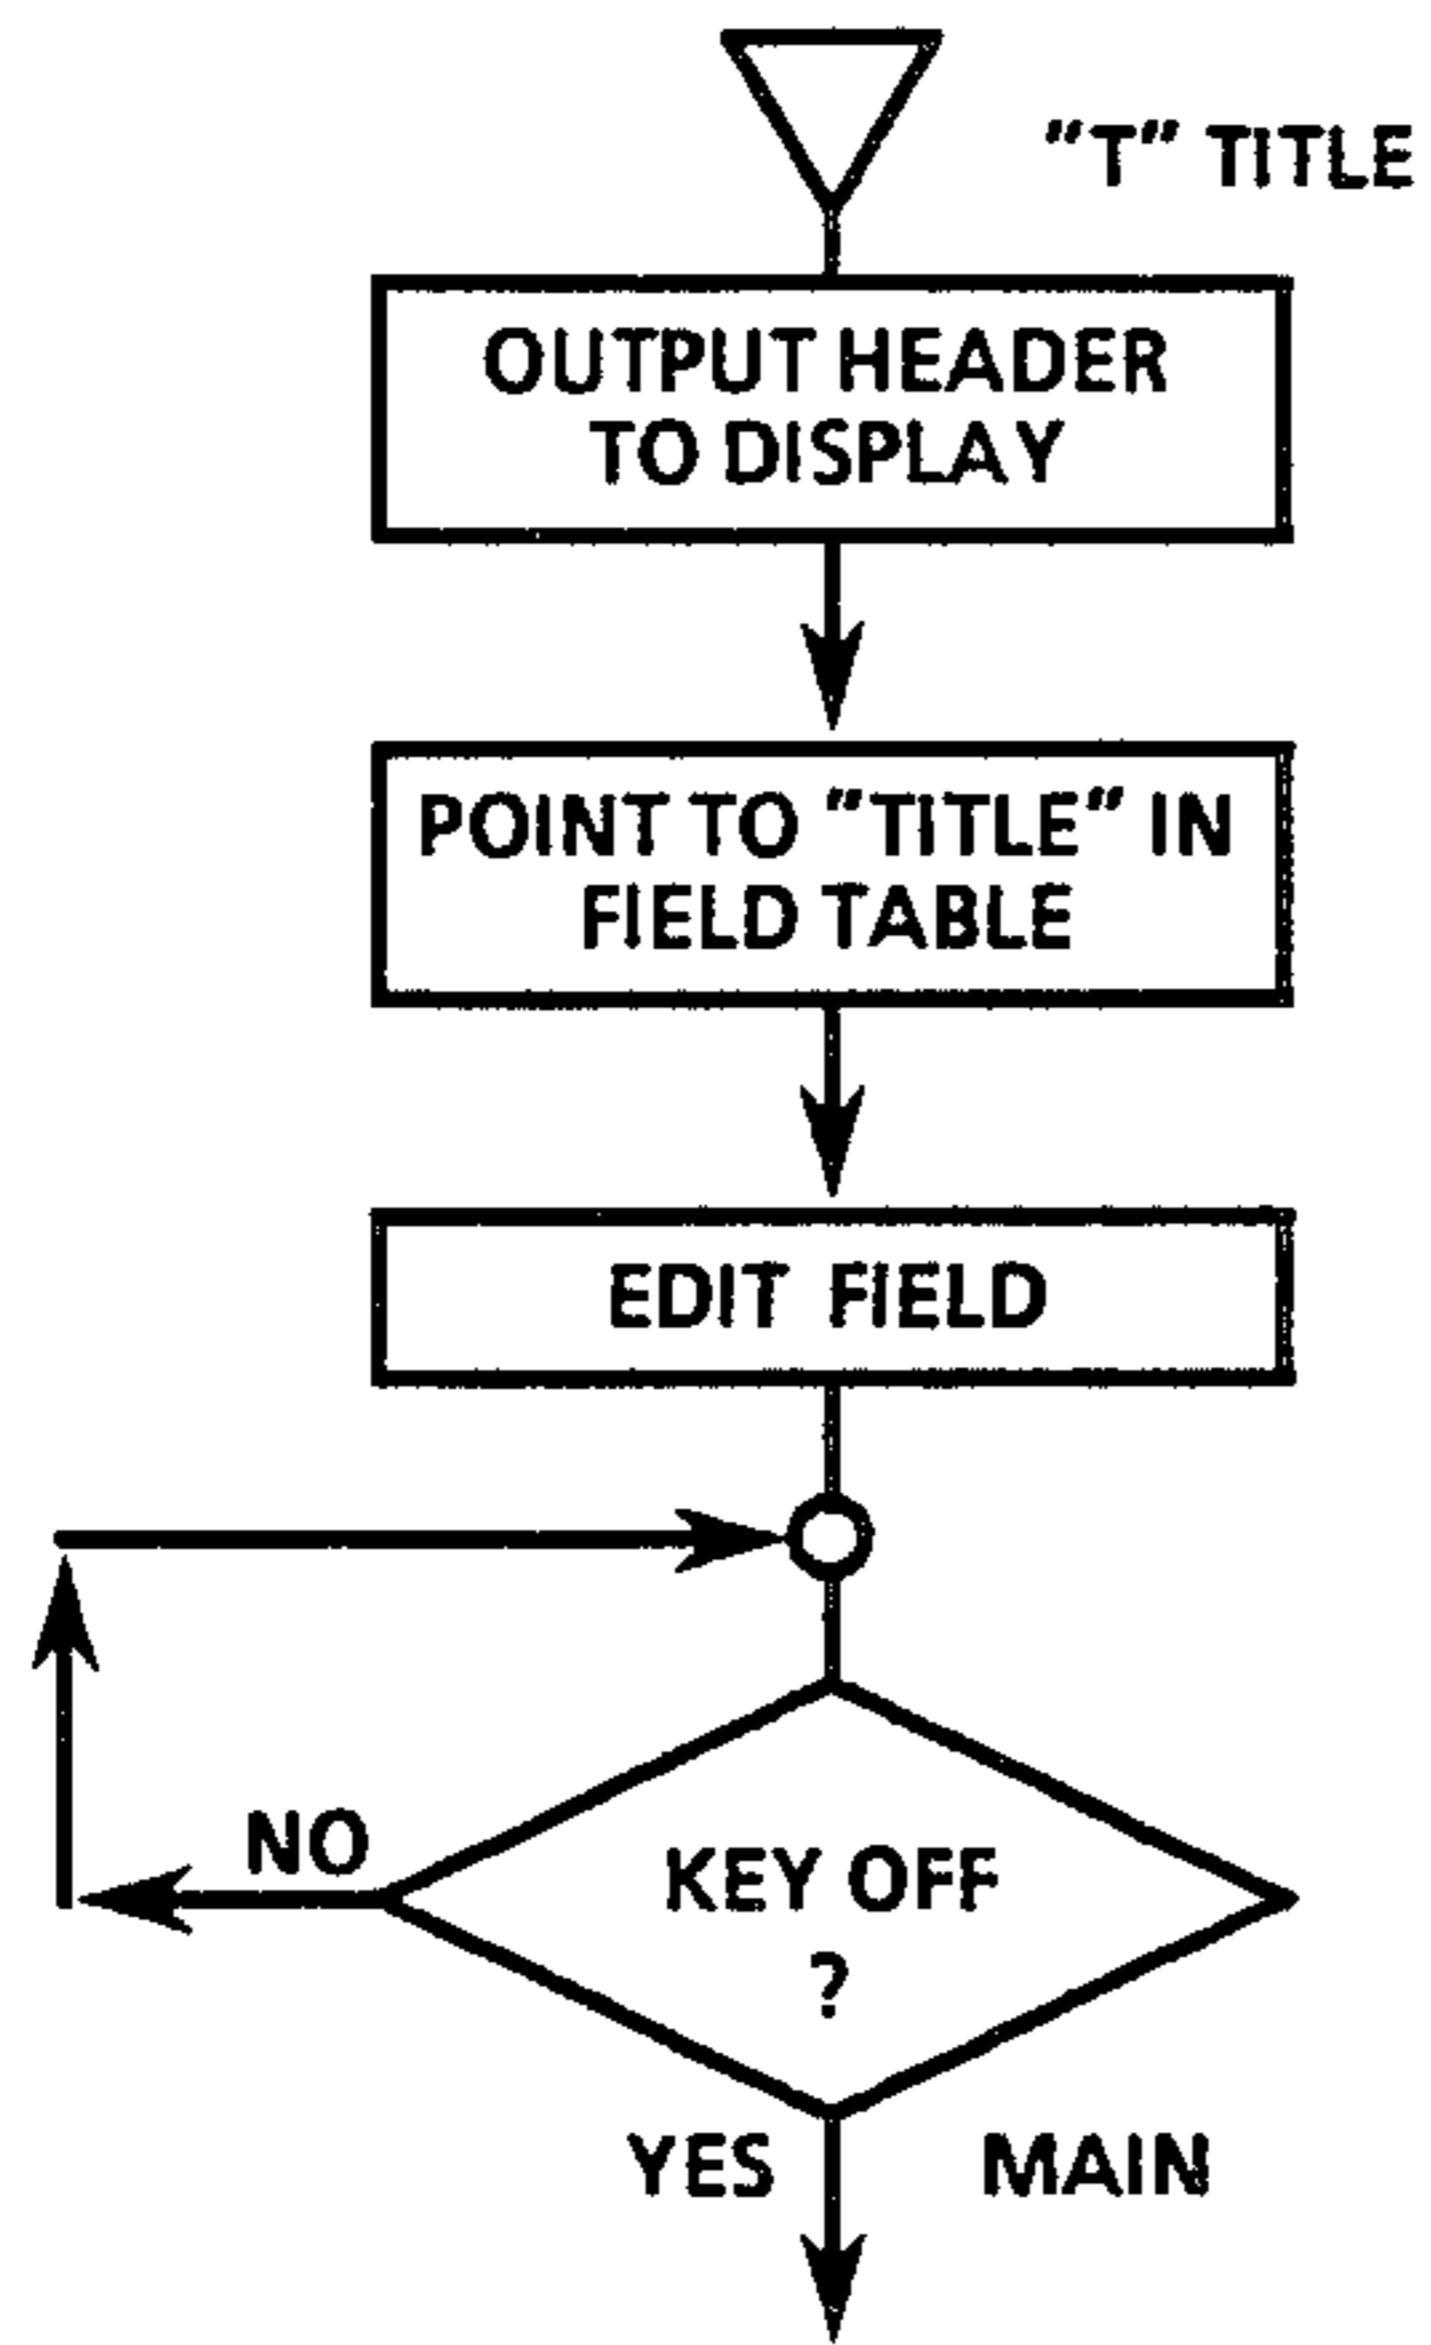 "T" TITLE
OUTPUT HEADER
TO DISPLAY
POINT TO "TITLE" IN
FIELD TABLE
EDIT FIELD
NO
KEY OFF
?
YES
MAIN